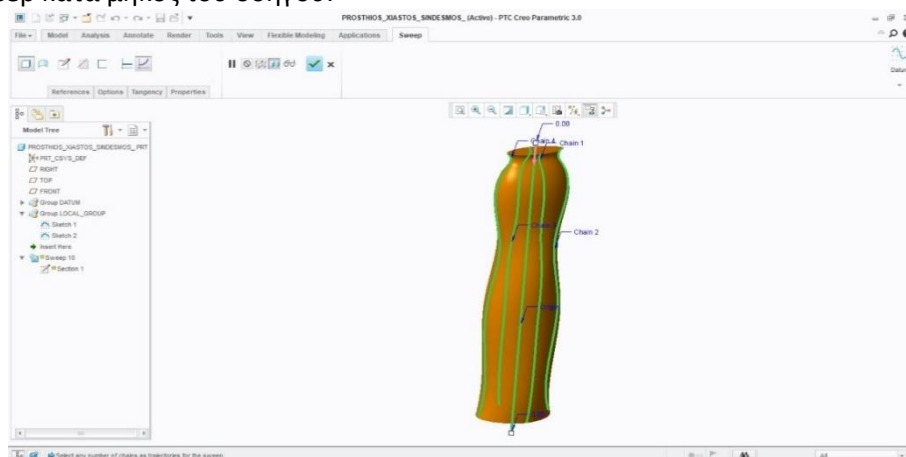 κατά μήκος του οδηγού.
PROSTHIOS_XIASTOS_SINDESMOS_ (Active) - PTC Creo Parametric 3.0
File Model Analysis Annotate Render Tools View Flexible Modeling Applications Sweep
References Options Tangency Properties
Datum
Model Tree
PROSTHIOS_XIASTOS_SINDESMOS_PRT
PRT_CSYS_DEF
RIGHT
TOP
FRONT
Group DATUM
Group LOCAL_GROUP
Sketch 1
Sketch 2
Insert Here
Sweep 10
Section 1
0.00
Chain 1
Chain 2
Select any number of chains as trajectories for the sweep.
All